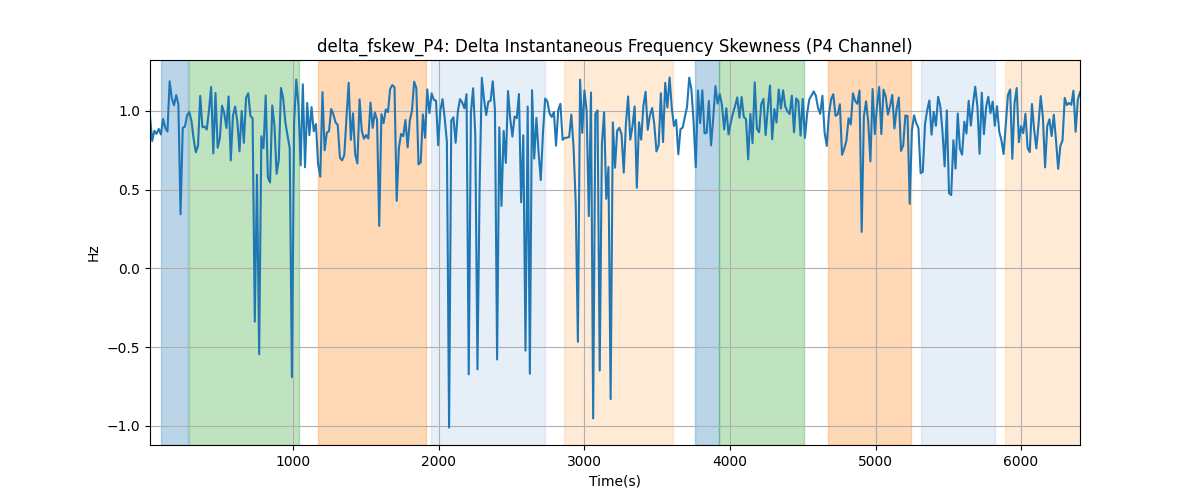 delta_fskew_P4: Delta Instantaneous Frequency Skewness (P4 Channel)
1.0
0.5
0.0
−0.5
−1.0
Hz
1000 2000 3000 4000 5000 6000
Time(s)